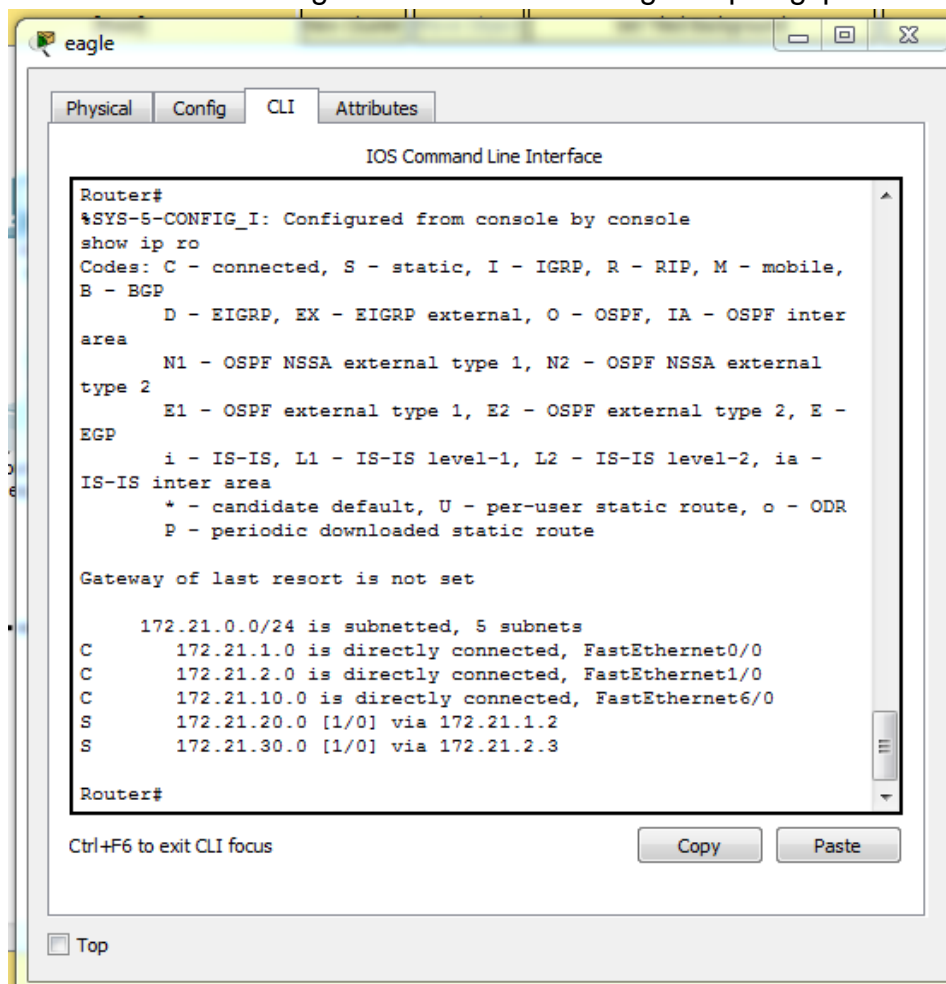 eagle
Physical Config CLI Attributes
IOS Command Line Interface
Router#
%SYS-5-CONFIG_I: Configured from console by console
show ip ro
Codes: C - connected, S - static, I - IGRP, R - RIP, M - mobile,
B - BGP
D - EIGRP, EX - EIGRP external, O - OSPF, IA - OSPF inter
area
N1 - OSPF NSSA external type 1, N2 - OSPF NSSA external
type 2
E1 - OSPF external type 1, E2 - OSPF external type 2, E -
EGP
i - IS-IS, L1 - IS-IS level-1, L2 - IS-IS level-2, ia -
IS-IS inter area
* - candidate default, U - per-user static route, o - ODR
P - periodic downloaded static route
Gateway of last resort is not set
172.21.0.0/24 is subnetted, 5 subnets
C 172.21.1.0 is directly connected, FastEthernet0/0
C 172.21.2.0 is directly connected, FastEthernet1/0
C 172.21.10.0 is directly connected, FastEthernet6/0
S 172.21.20.0 [1/0] via 172.21.1.2
S 172.21.30.0 [1/0] via 172.21.2.3
Router#
Ctrl+F6 to exit CLI focus
Copy Paste
Top